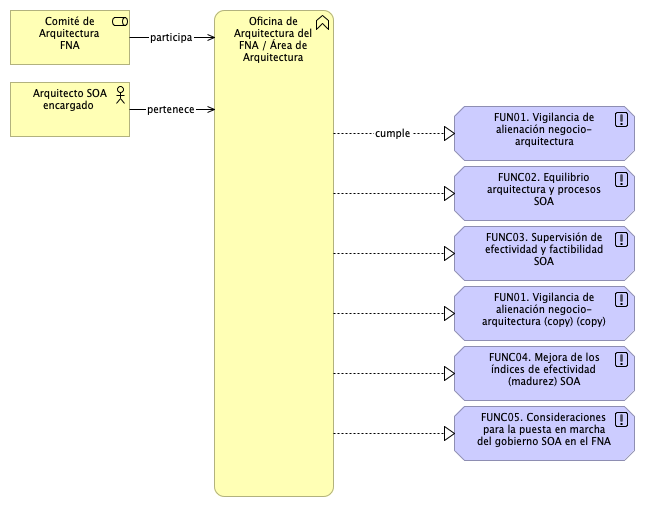 Comité de
Arquitectura
FNA
participa
Oficina de
Arquitectura del
FNA / Área de
Arquitectura
Arquitecto SOA
encargado
pertenece
cumple
FUN01. Vigilancia de
alienación negocio-
arquitectura
FUNC02. Equilibrio
arquitectura y procesos
SOA
FUNC03. Supervisión de
efectividad y factibilidad
SOA
FUN01. Vigilancia de
alienación negocio-
arquitectura (copy) (copy)
FUNC04. Mejora de los
índices de efectividad
(madurez) SOA
FUNC05. Consideraciones
para la puesta en marcha
del gobierno SOA en el FNA